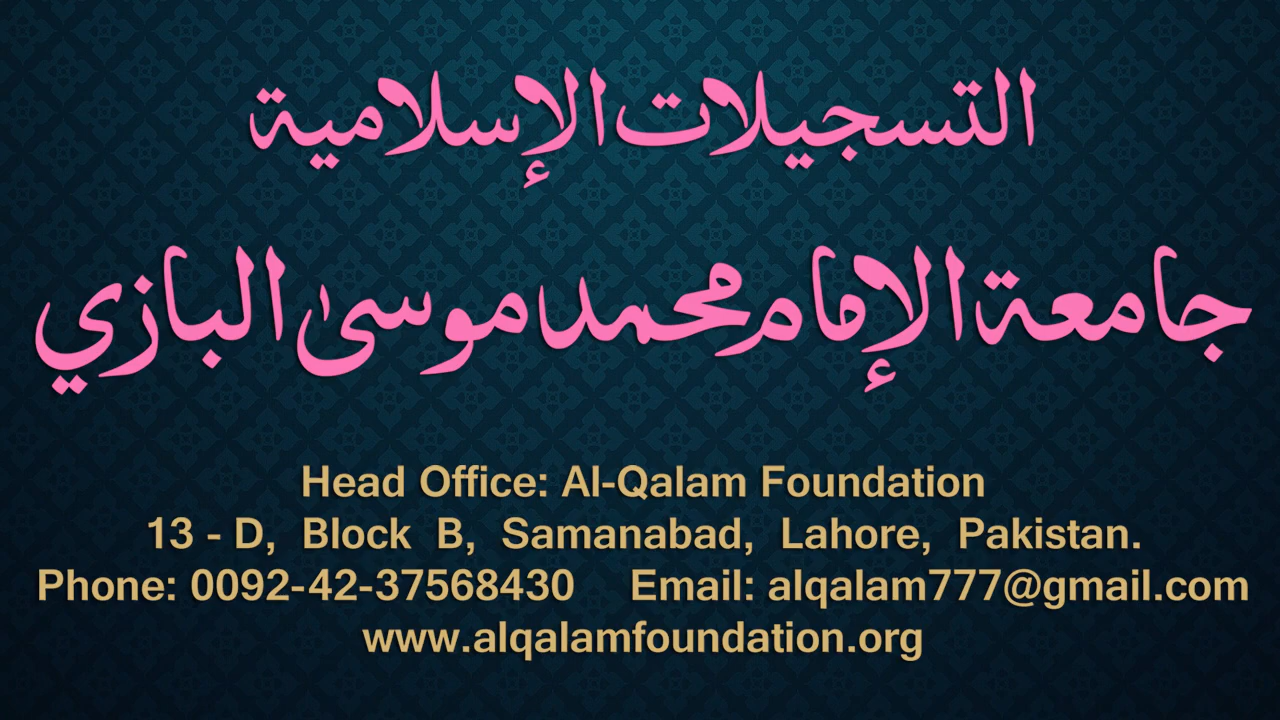 التسجيلات الإسلامية
جامعة الإمام محمد موسىٰ البازي
Head Office: Al-Qalam Foundation
13 - D, Block B, Samanabad, Lahore, Pakistan.
Phone: 0092-42-37568430 Email: alqalam777@gmail.com
www.alqalamfoundation.org